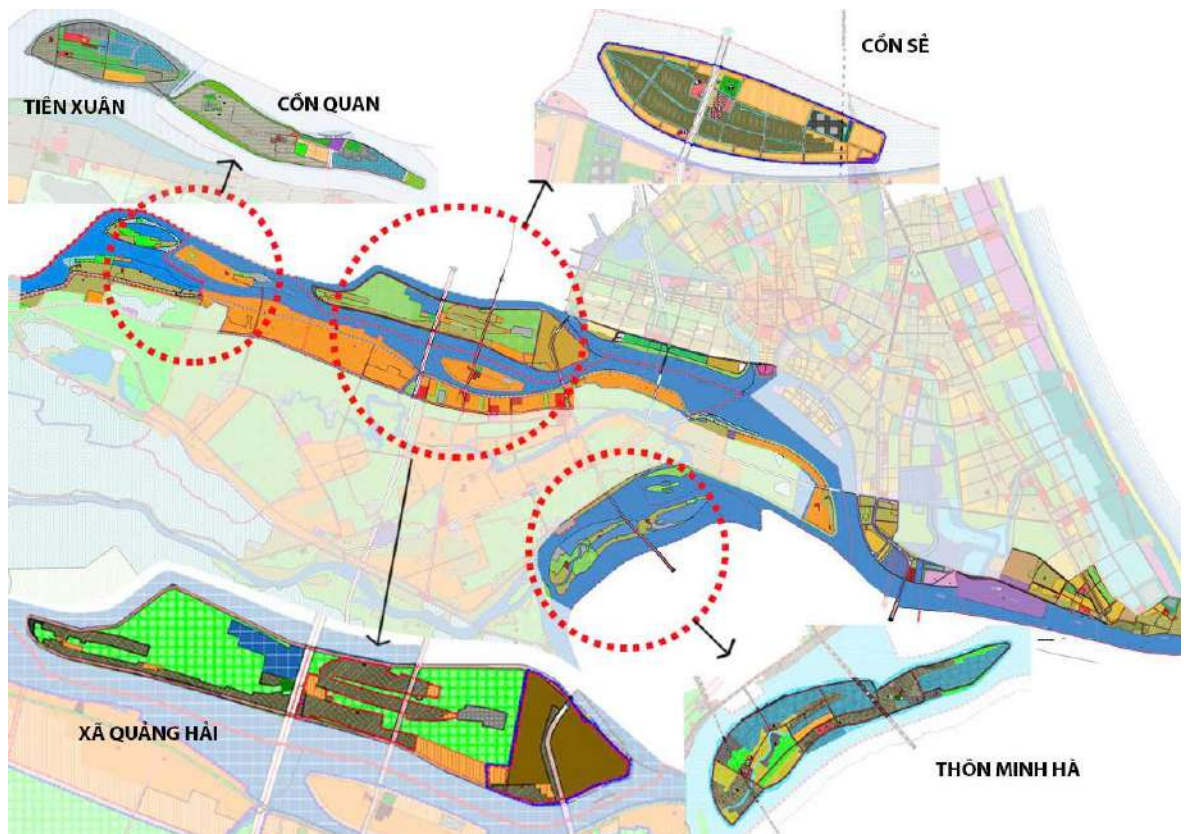 CỒN SẺ
TIÊN XUÂN
CỒN QUAN
XÃ QUẢNG HẢI
THÔN MINH HÀ